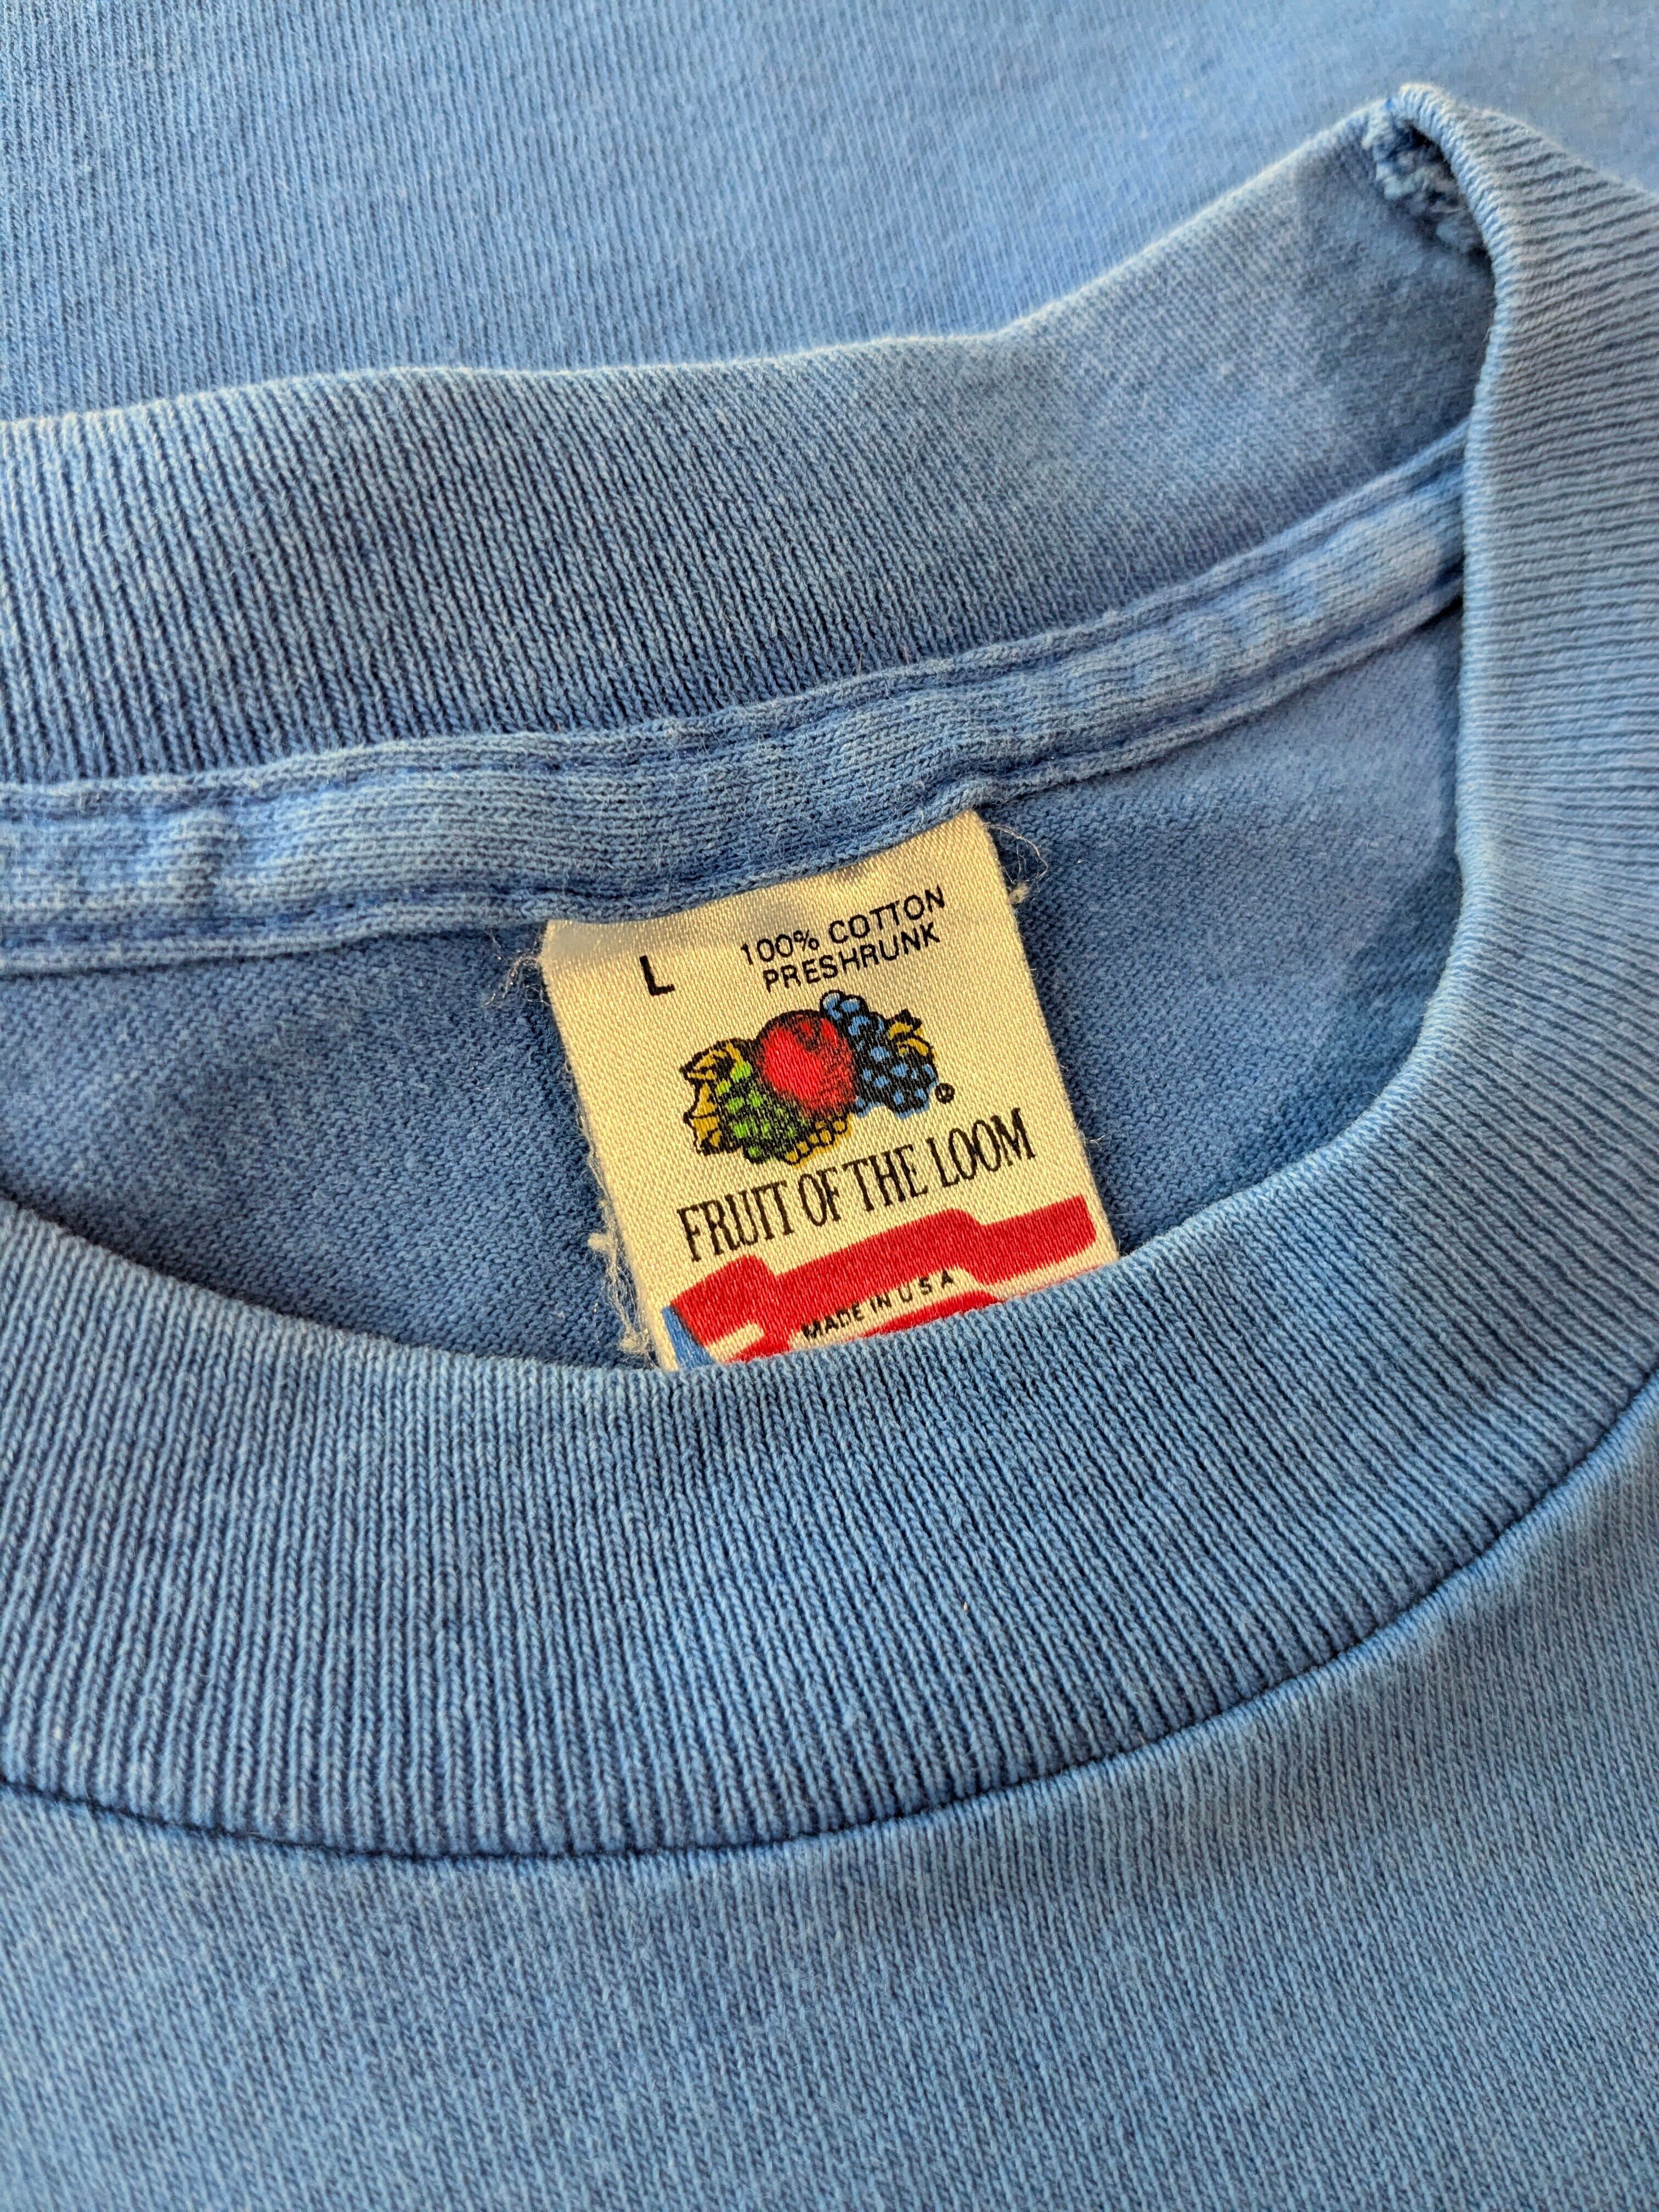 L
100% COTTON
PRESHRUNK
®
FRUIT OF THE LOOM
MADE IN U S A